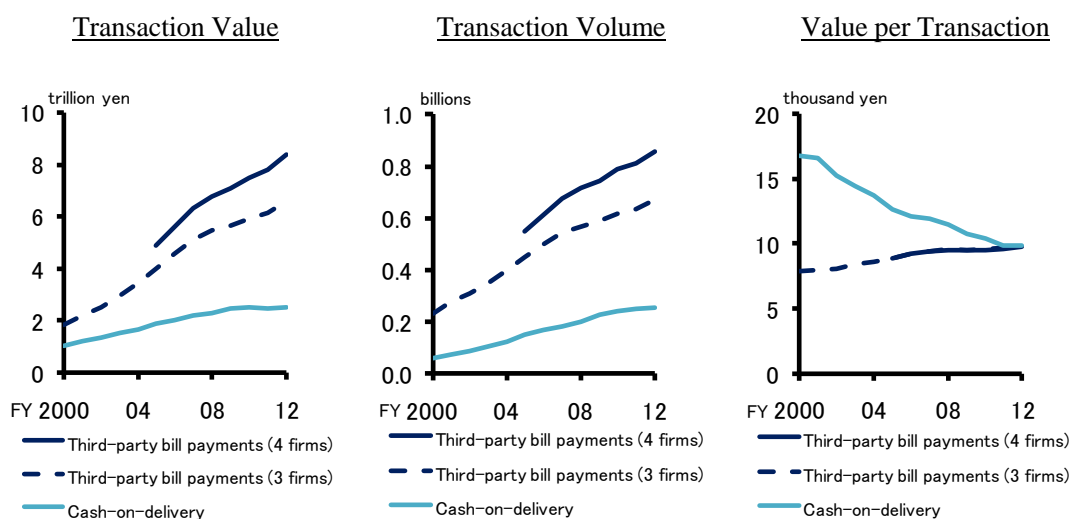 Transaction Value
trillion yen
10
8
6
4
2
0
FY 2000 04 08 12
Third-party bill payments (4 firms)
Third-party bill payments (3 firms)
Cash-on-delivery
Transaction Volume
billions
1.0
0.8
0.6
0.4
0.2
0.0
FY 2000 04 08 12
Third-party bill payments (4 firms)
Third-party bill payments (3 firms)
Cash-on-delivery
Value per Transaction
thousand yen
20
15
10
5
0
FY 2000 04 08 12
Third-party bill payments (4 firms)
Third-party bill payments (3 firms)
Cash-on-delivery